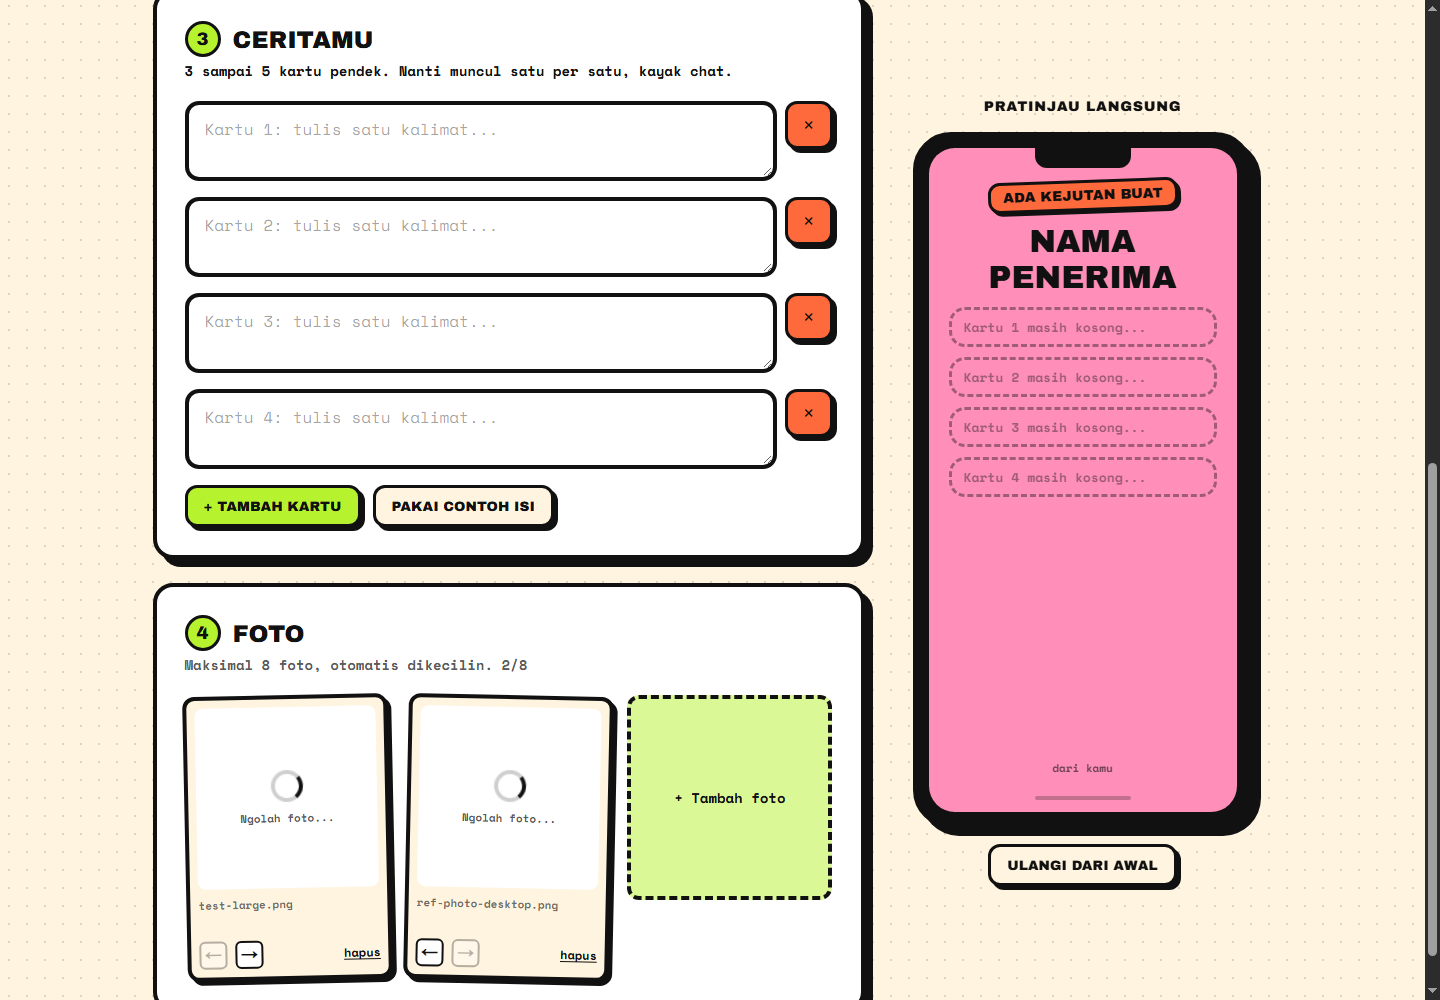 3 CERITAMU
3 sampai 5 kartu pendek. Nanti muncul satu per satu, kayak chat.
Kartu 1: tulis satu kalimat...
×
Kartu 2: tulis satu kalimat...
×
Kartu 3: tulis satu kalimat...
×
Kartu 4: tulis satu kalimat...
×
+ TAMBAH KARTU
PAKAI CONTOH ISI
4 FOTO
Maksimal 8 foto, otomatis dikecilin. 2/8
Ngolah foto...
test-large.png
← →
hapus
Ngolah foto...
ref-photo-desktop.png
← →
hapus
+ Tambah foto
PRATINJAU LANGSUNG
ADA KEJUTAN BUAT
NAMA
PENERIMA
Kartu 1 masih kosong...
Kartu 2 masih kosong...
Kartu 3 masih kosong...
Kartu 4 masih kosong...
dari kamu
ULANGI DARI AWAL